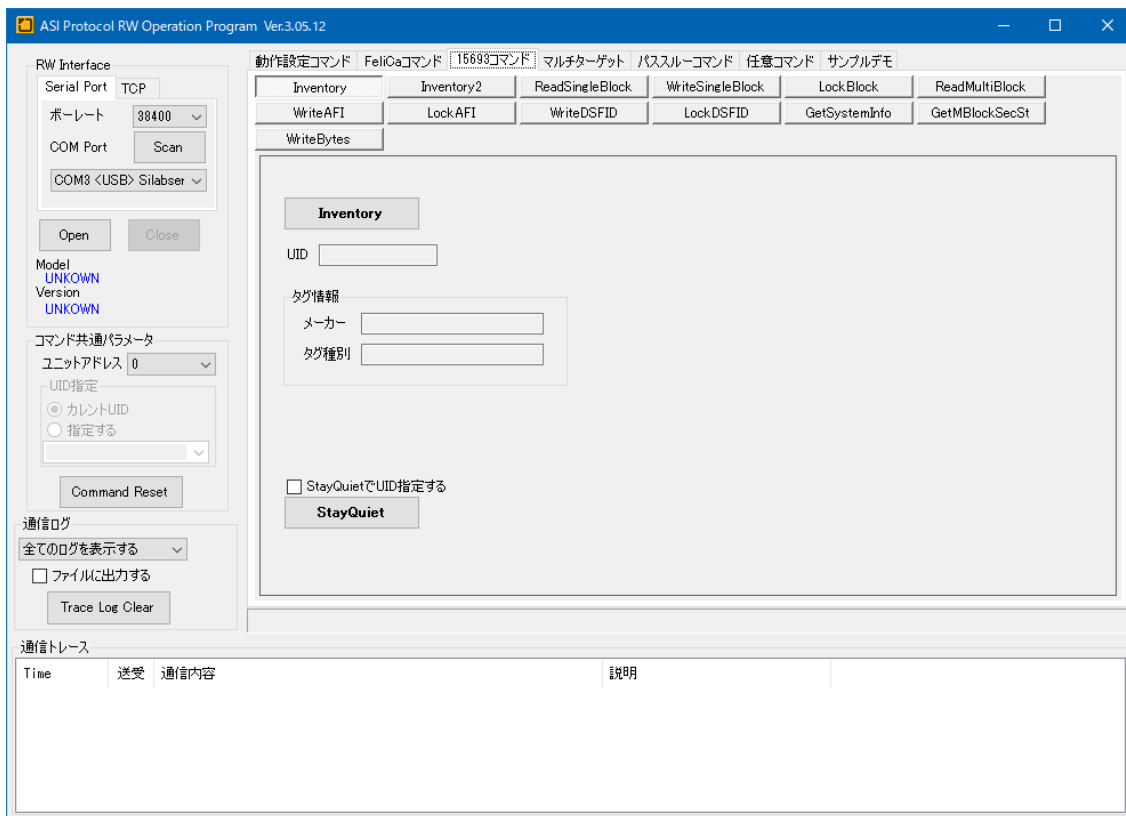 ASI Protocol RW Operation Program Ver.3.05.12
RW Interface
Serial Port TCP
ボーレート 38400
COM Port Scan
COM3 <USB> Silabser
Open Close
Model
UNKOWN
Version
UNKOWN
コマンド共通パラメータ
ユニットアドレス 0
UID指定
カレントUID
指定する
Command Reset
通信ログ
全てのログを表示する
ファイルに出力する
Trace Log Clear
動作設定コマンド FeliCaコマンド 15693コマンド マルチターゲット パススルーコマンド 任意コマンド サンプルデモ
Inventory Inventory2 ReadSingleBlock WriteSingleBlock LockBlock ReadMultiBlock
WriteAFI LockAFI WriteDSFID LockDSFID GetSystemInfo GetMBlockSecSt
WriteBytes
Inventory
UID
タグ情報
メーカー
タグ種別
StayQuietでUID指定する
StayQuiet
通信トレース
Time 送受 通信内容 説明